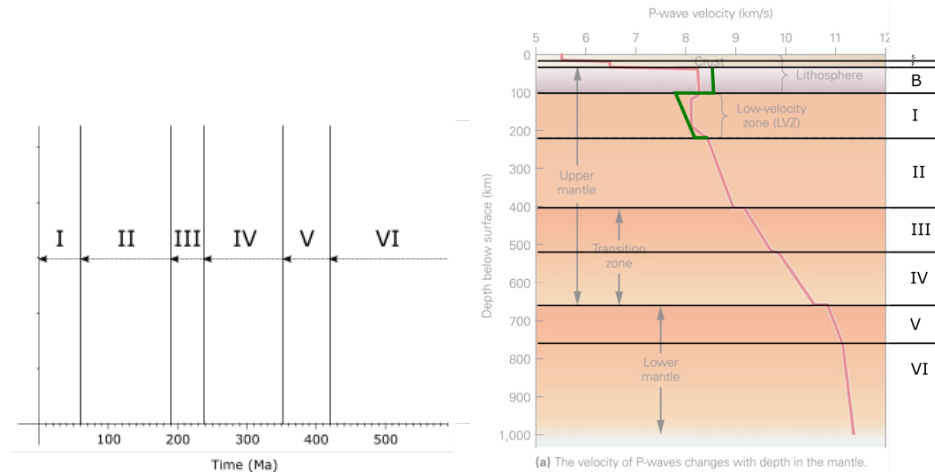 I II III IV V VI
100 200 300 400 500
Time (Ma)
P-wave velocity (km/s)
5 6 7 8 9 10 11 12
0
Crust
Lithosphere
B
100
Low-velocity
zone (LVZ)
I
200
Upper
mantle
II
300
400
Transition
zone
III
500
IV
600
700
V
Lower
mantle
VI
800
900
1,000
Depth below surface (km)
(a) The velocity of P-waves changes with depth in the mantle.